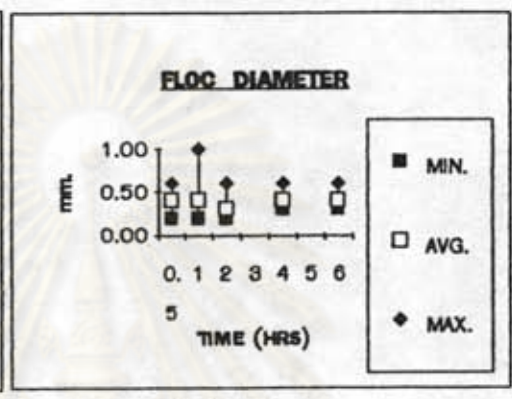 FLOC DIAMETER
1.00
0.50
0.00
mm.
0. 1 2 3 4 5 6
5
TIME (HRS)
MIN.
AVG.
MAX.